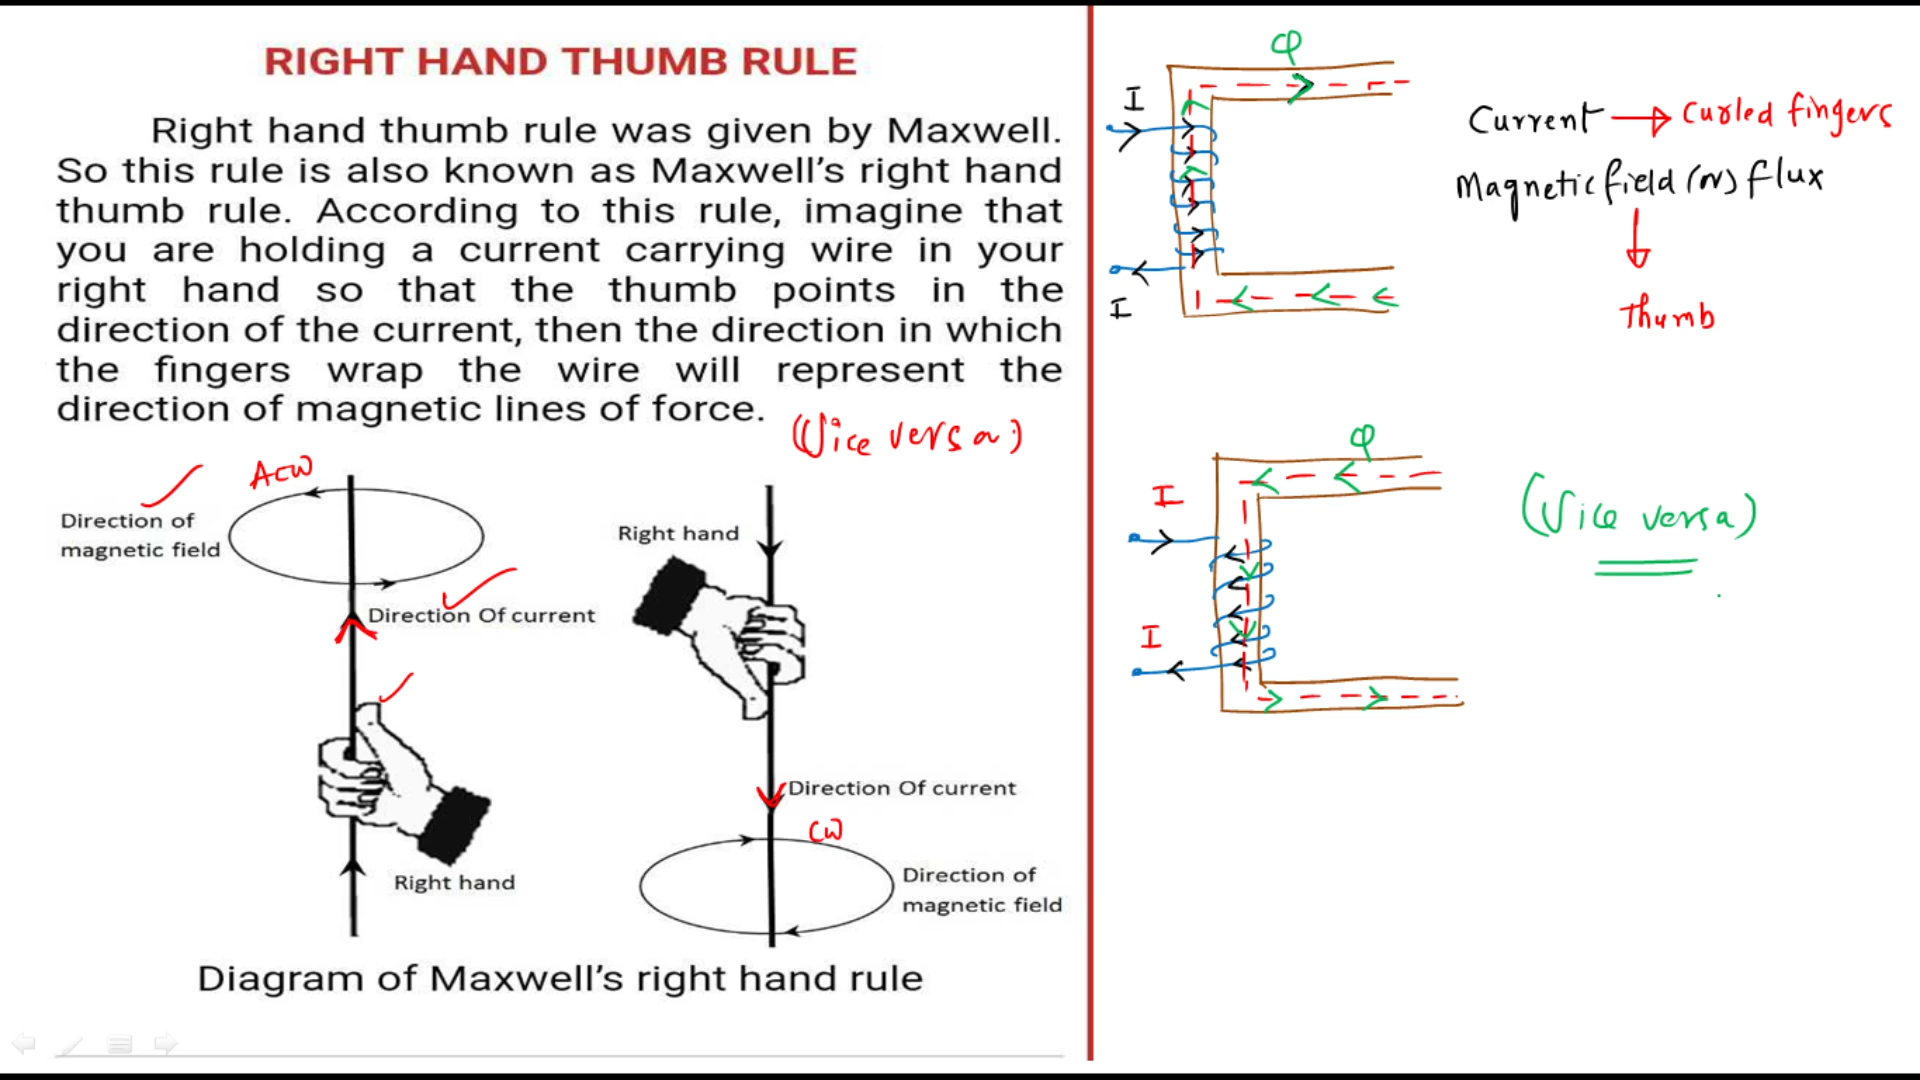 RIGHT HAND THUMB RULE
Right hand thumb rule was given by Maxwell.
So this rule is also known as Maxwell's right hand
thumb rule. According to this rule, imagine that
you are holding a current carrying wire in your
right hand so that the thumb points in the
direction of the current, then the direction in which
the fingers wrap the wire will represent the
direction of magnetic lines of force.
(Vice versa)
ACW
Direction of
magnetic field
Direction Of current
Right hand
Right hand
Direction Of current
CW
Direction of
magnetic field
Diagram of Maxwell's right hand rule
φ
I
I
Current → Curled fingers
Magnetic field (or) flux
↓
thumb
φ
I
I
(Vice versa)